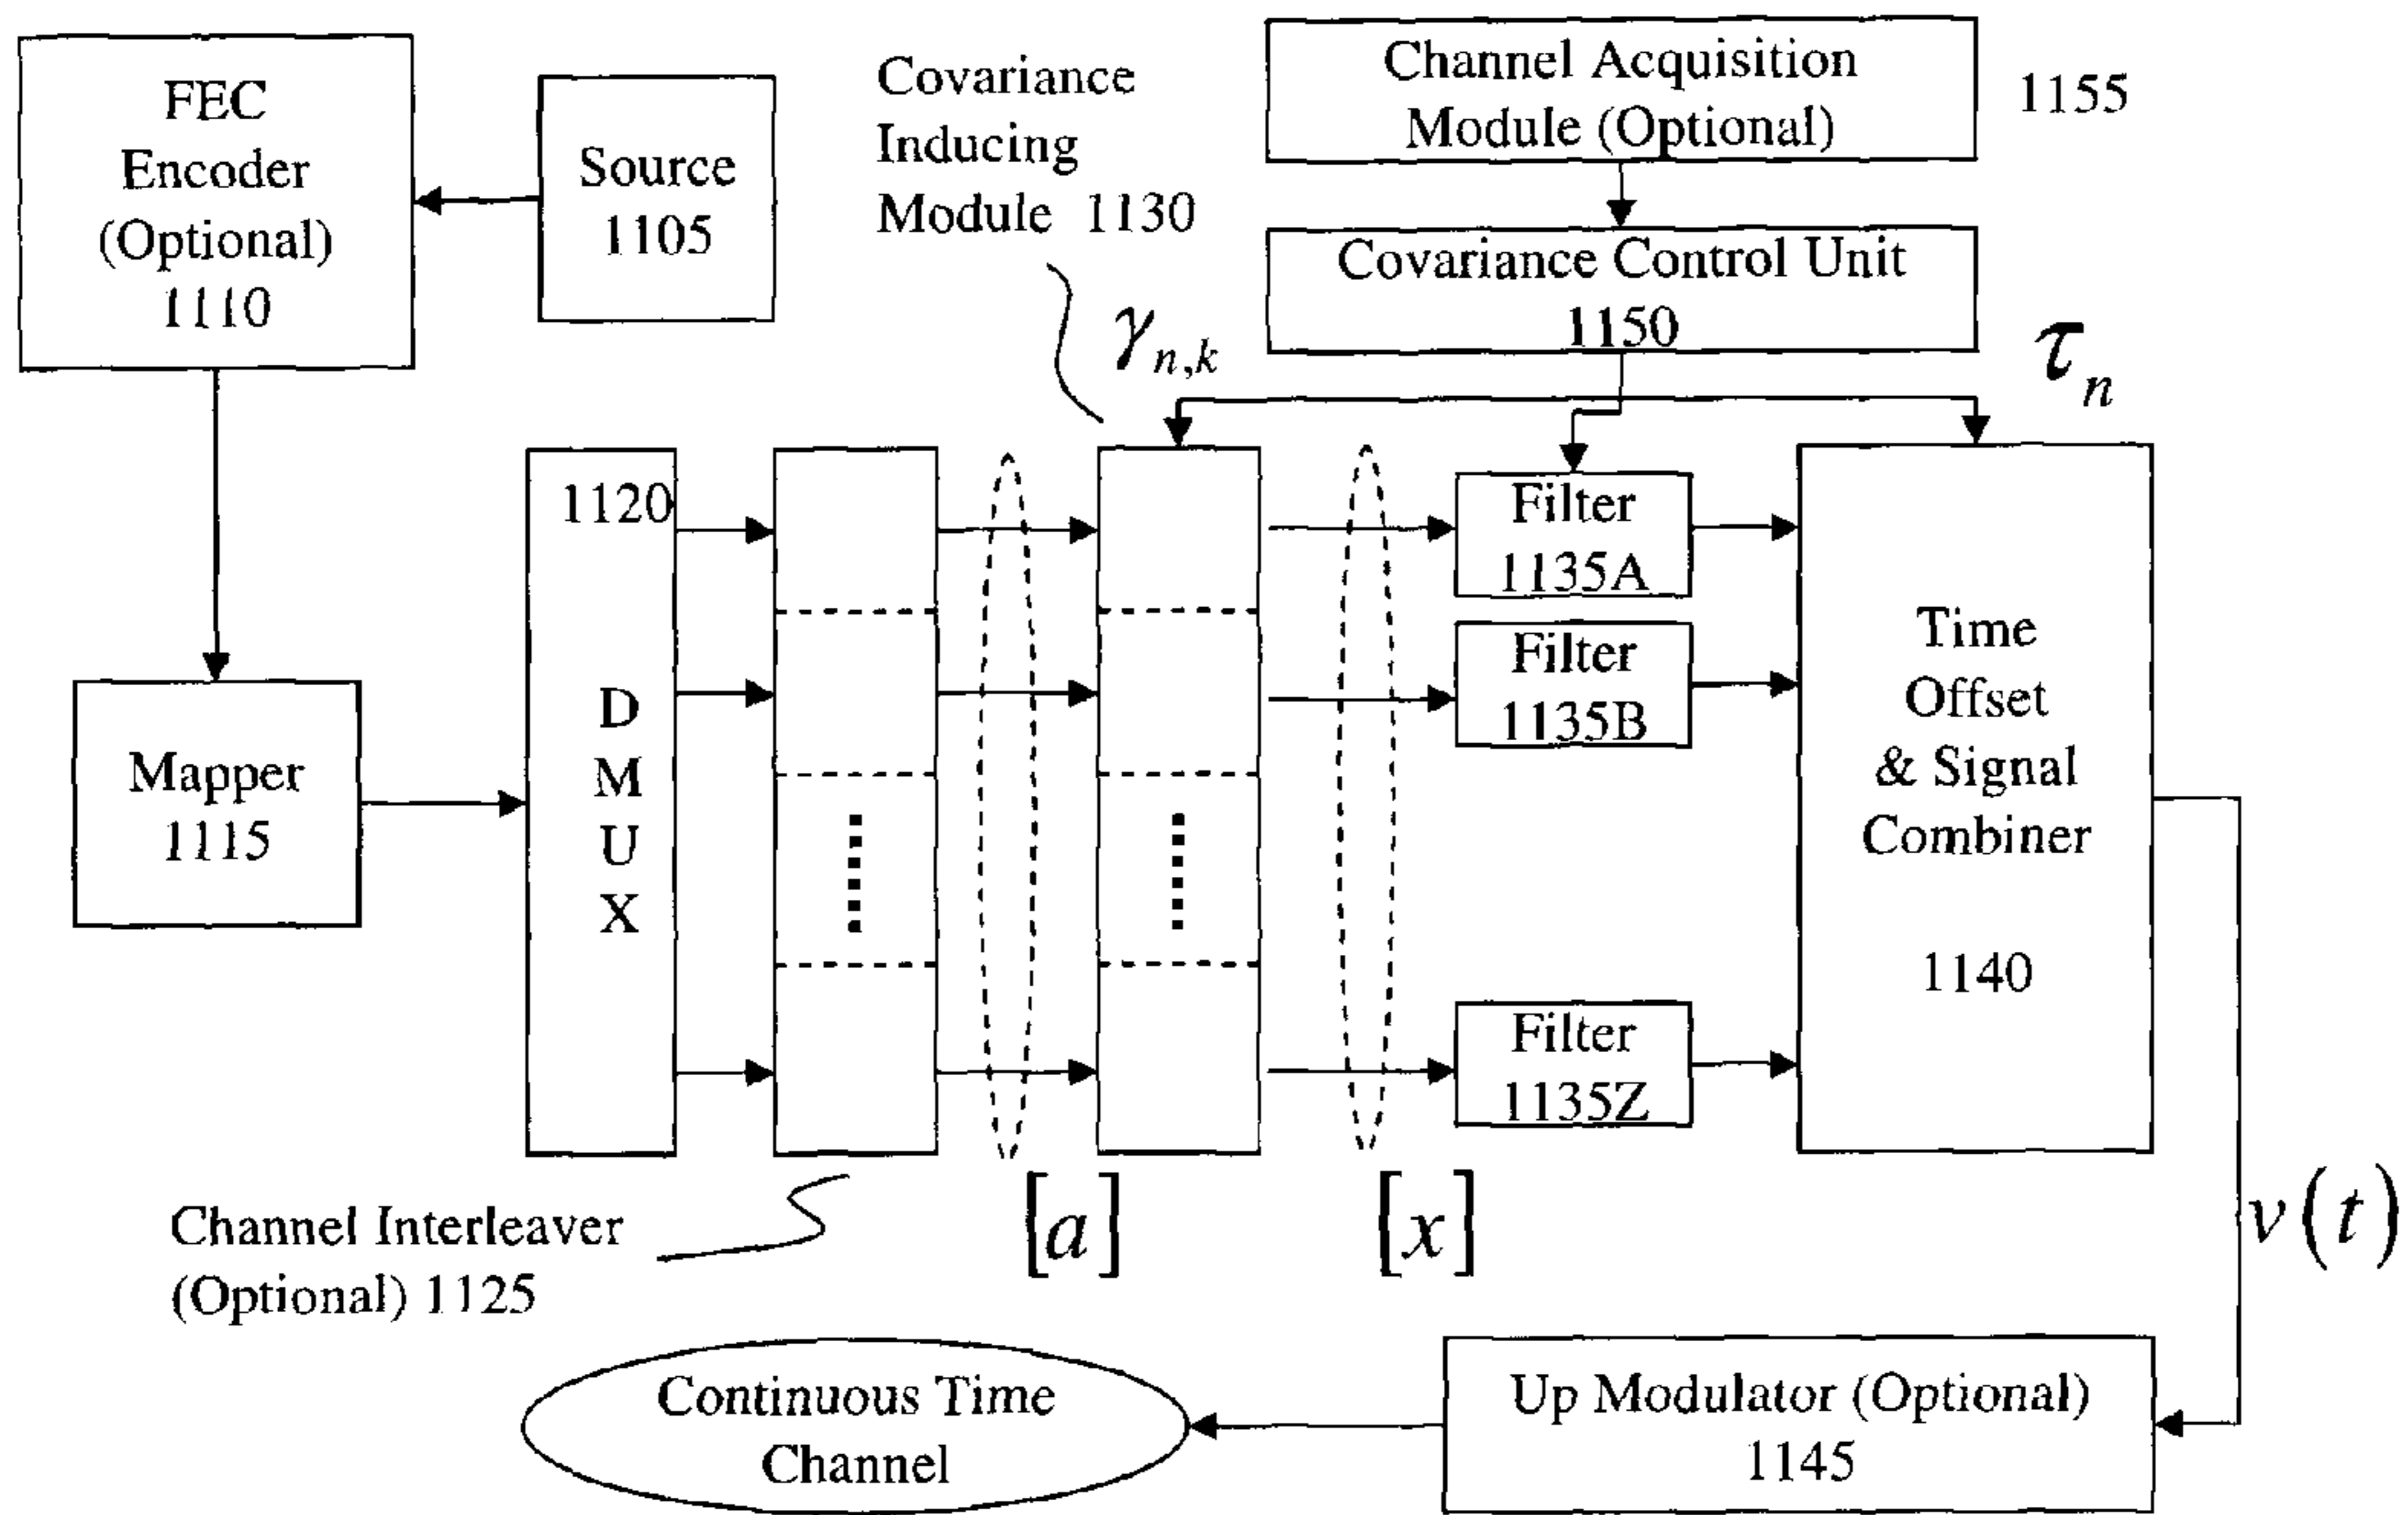 FEC
Encoder
(Optional)
1110
Source
1105
Covariance
Inducing
Module 1130
Channel Acquisition
Module (Optional)
1155
Covariance Control Unit
1150
γn,k
τn
Mapper
1115
1120
D
M
U
X
Filter
1135A
Filter
1135B
Filter
1135Z
Time
Offset
& Signal
Combiner
1140
Channel Interleaver
(Optional) 1125
[a]
[x]
v(t)
Continuous Time
Channel
Up Modulator (Optional)
1145